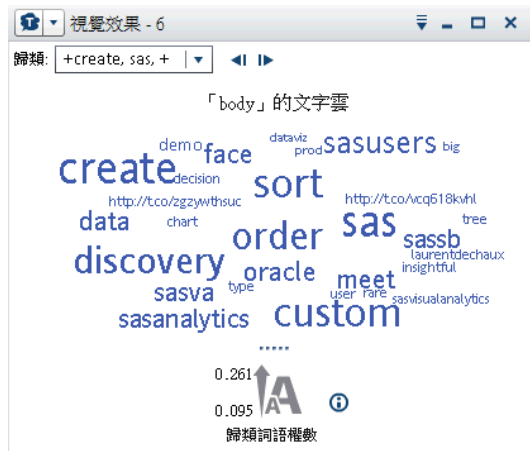 視覺效果 - 6
歸類: +create, sas, +
「body」的文字雲
demo face dataviz prod sasusers big
create decision sort
http://t.co/zgzywthsuc http://t.co/vcq618kvhl
data chart order sas sassb tree
laurentdechaux
discovery oracle meet insightful
sasva type user rare sasvisualanalytics
sasanalytics custom
0.261
0.095
歸類詞語權數